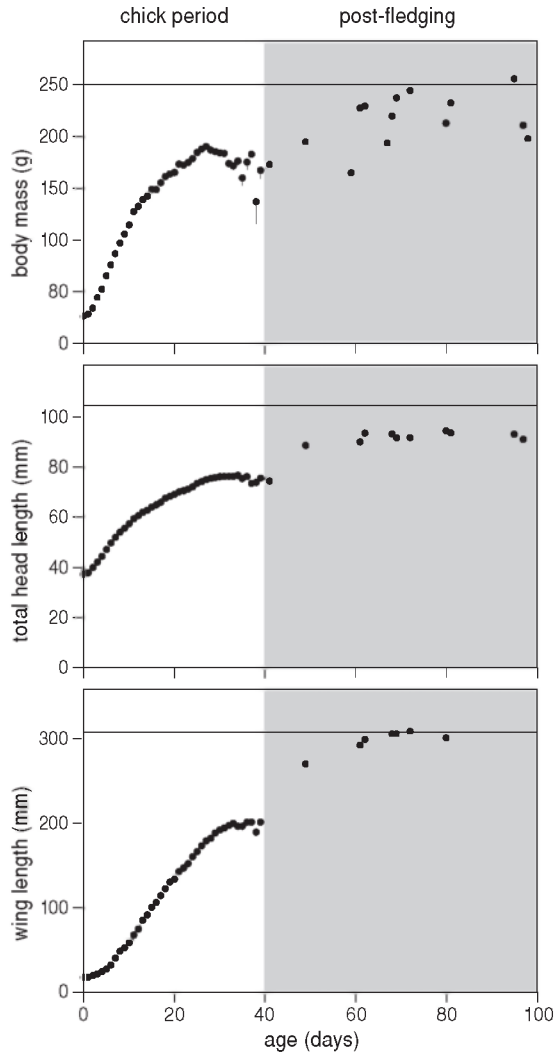 chick period post-fledging
250
200
150
100
80
0
body mass (g)
100
80
60
40
20
0
total head length (mm)
300
200
100
0
wing length (mm)
0 20 40 60 80 100
age (days)